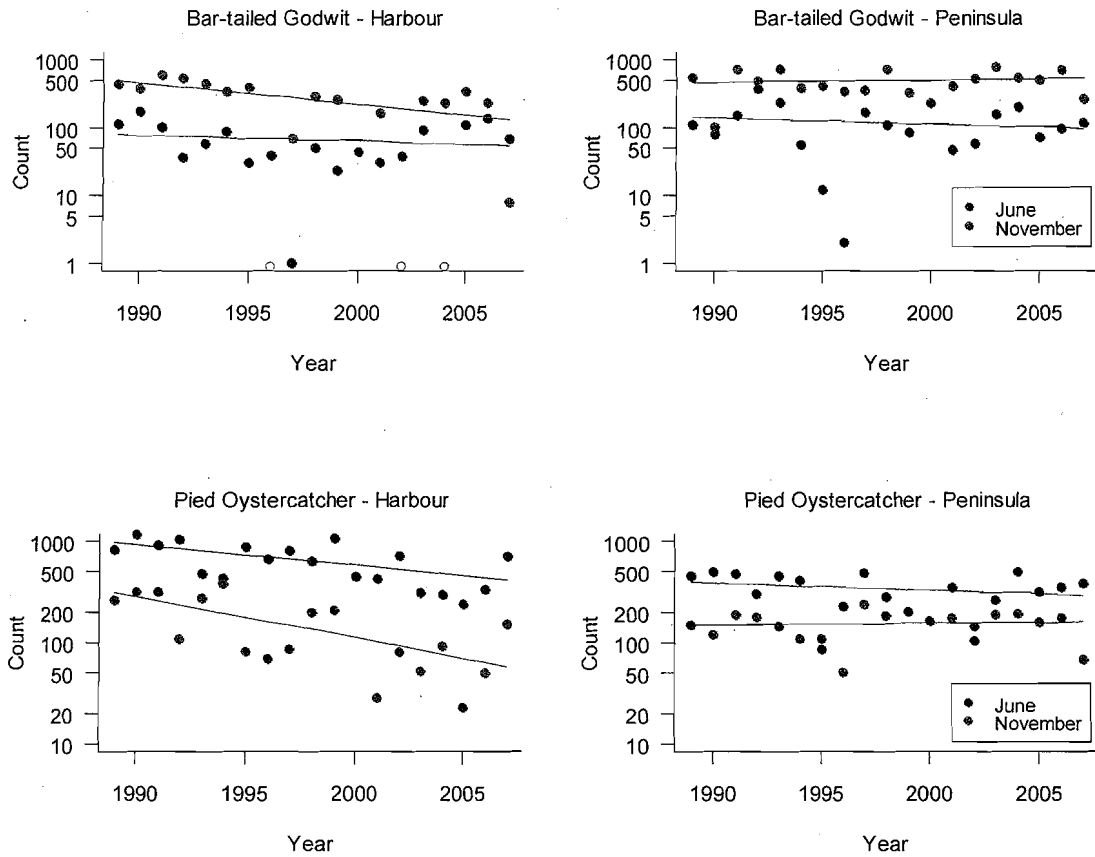 Bar-tailed Godwit - Harbour
Count
1000
500
100
50
10
5
1
1990
1995
2000
2005
Year
Bar-tailed Godwit - Peninsula
Count
1000
500
100
50
10
5
1
June
November
1990
1995
2000
2005
Year
Pied Oystercatcher - Harbour
Count
1000
500
200
100
50
20
10
1990
1995
2000
2005
Year
Pied Oystercatcher - Peninsula
Count
1000
500
200
100
50
20
10
June
November
1990
1995
2000
2005
Year